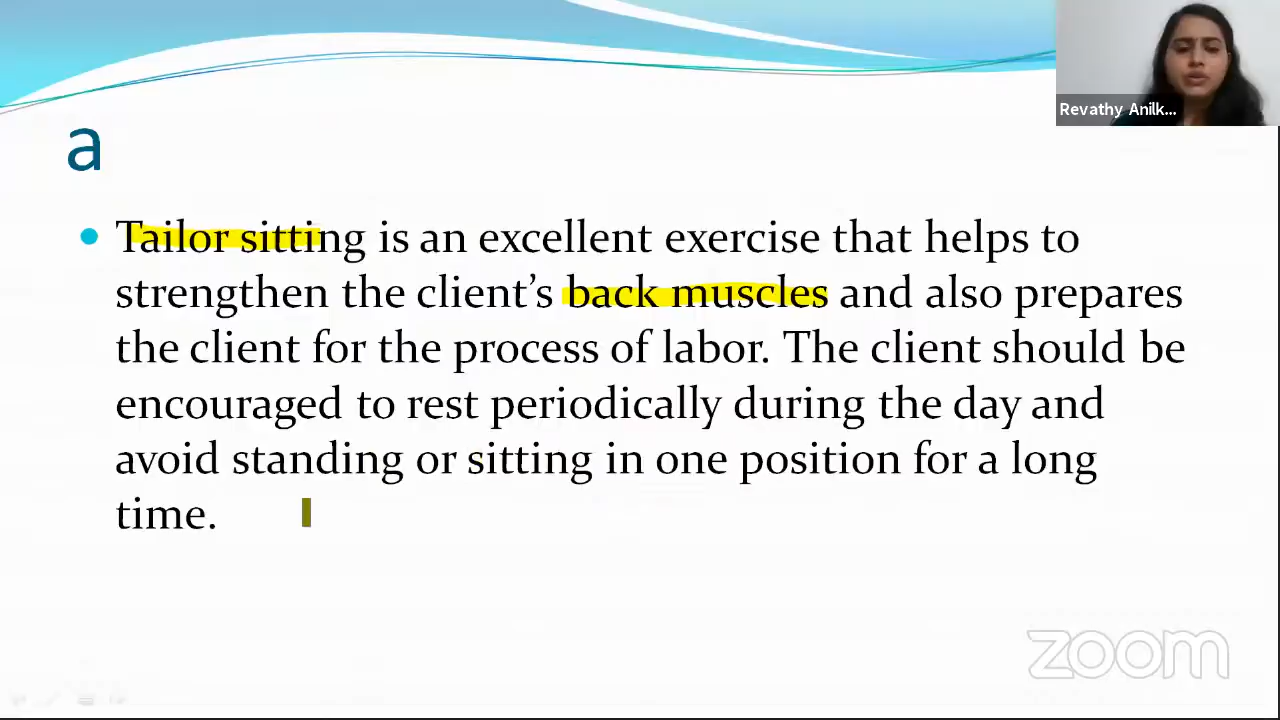 Revathy Anilk...
a
Tailor sitting is an excellent exercise that helps to
strengthen the client’s back muscles and also prepares
the client for the process of labor. The client should be
encouraged to rest periodically during the day and
avoid standing or sitting in one position for a long
time.
zoom